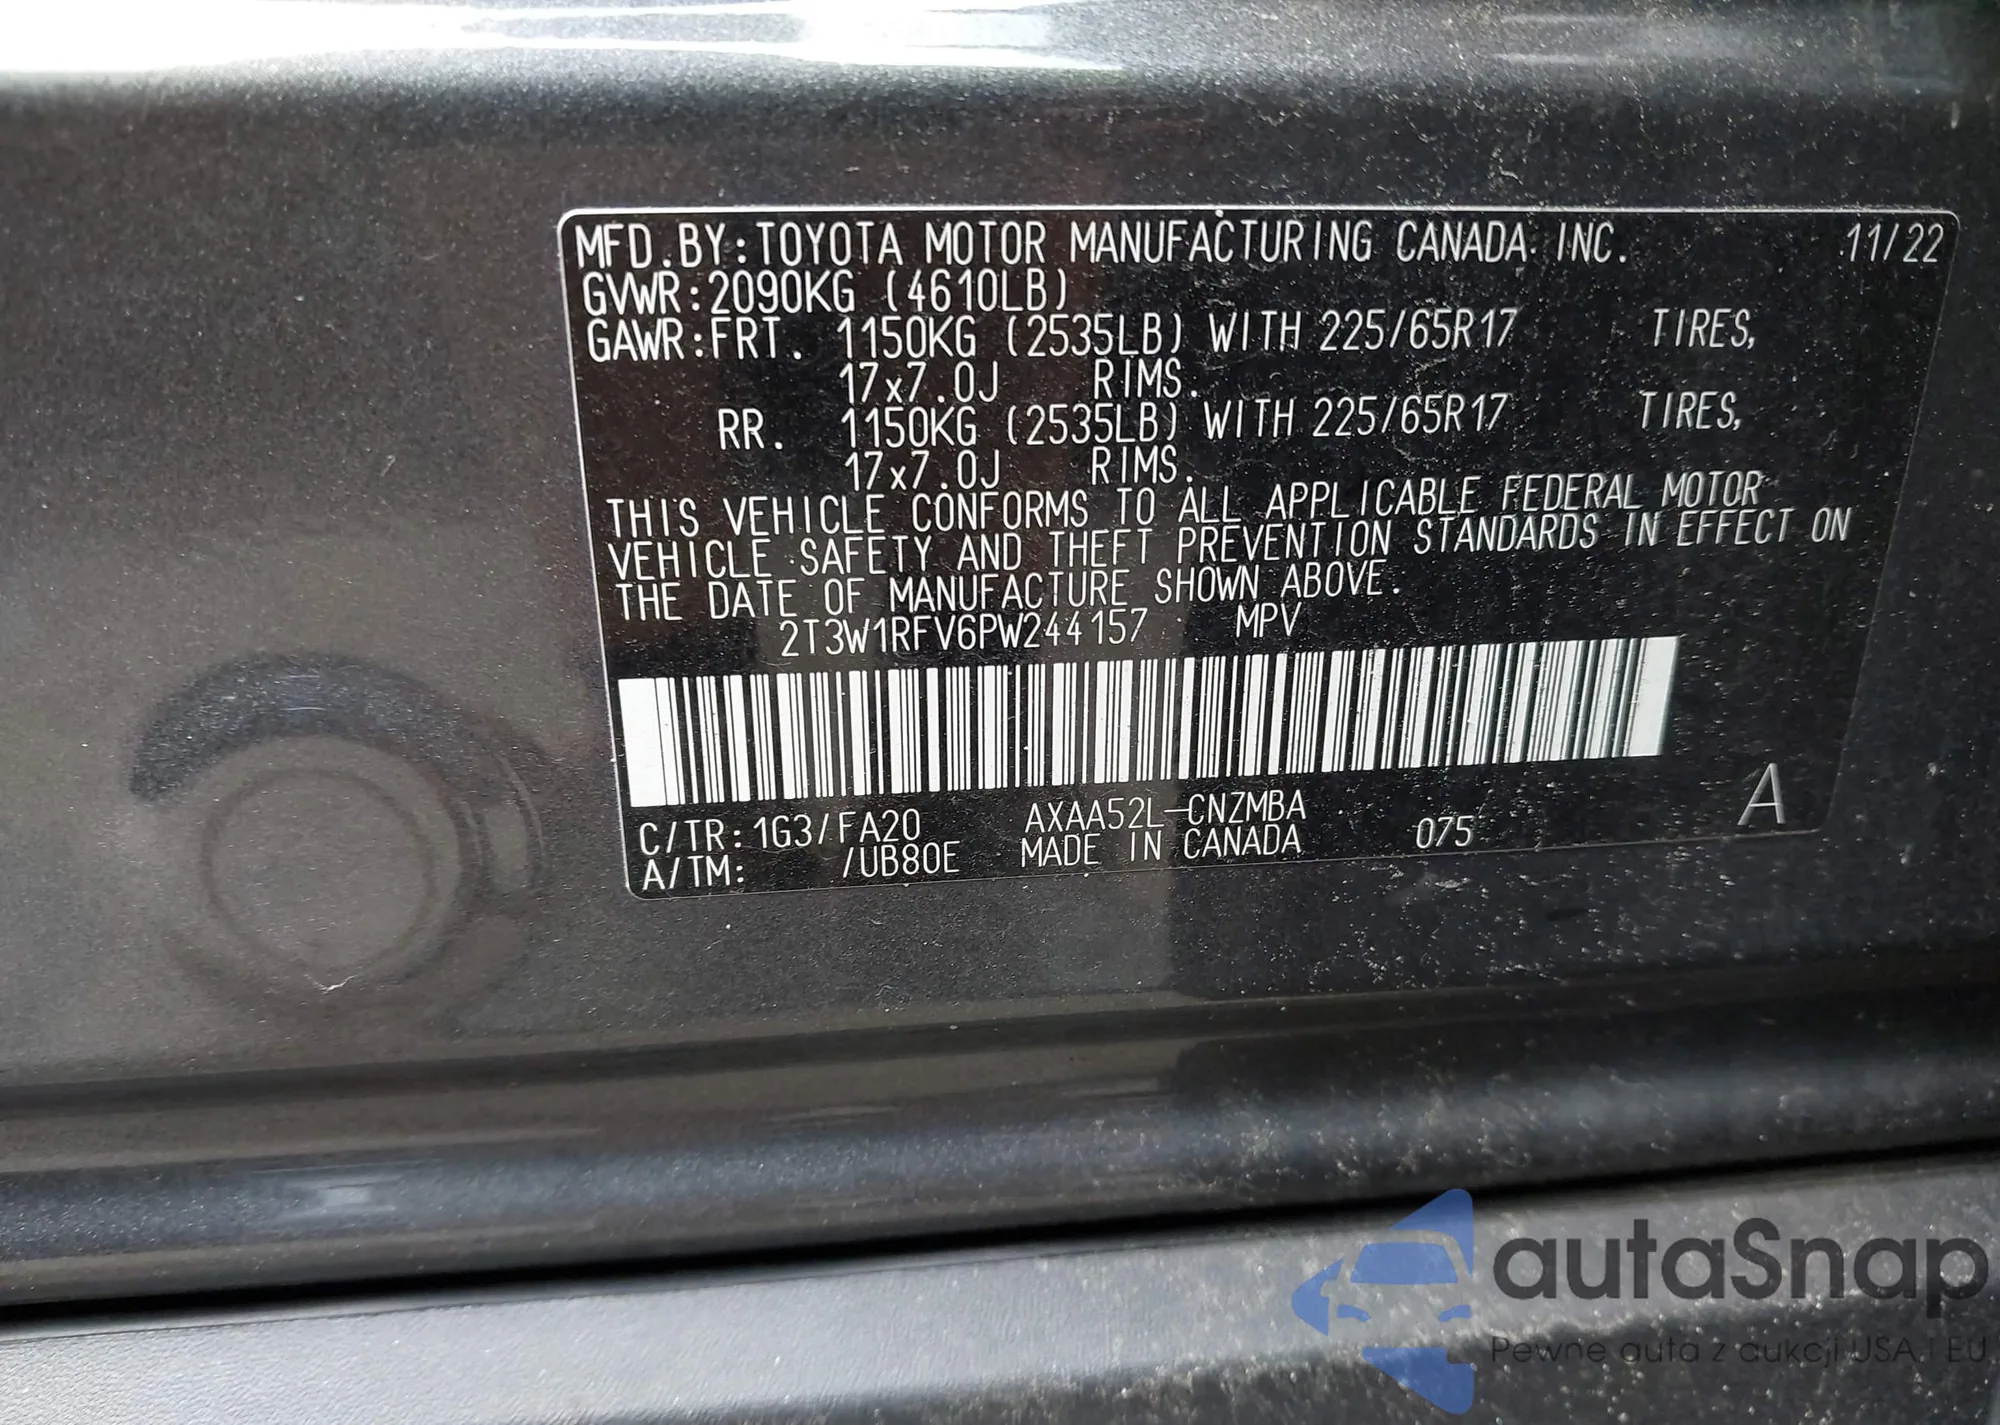 MFD.BY:TOYOTA MOTOR MANUFACTURING CANADA INC. 11/22
GVWR:2090KG (4610LB)
GAWR:FRT. 1150KG (2535LB) WITH 225/65R17 TIRES,
17x7.0J RIMS.
RR. 1150KG (2535LB) WITH 225/65R17 TIRES,
17x7.0J RIMS.
THIS VEHICLE CONFORMS TO ALL APPLICABLE FEDERAL MOTOR
VEHICLE SAFETY AND THEFT PREVENTION STANDARDS IN EFFECT ON
THE DATE OF MANUFACTURE SHOWN ABOVE.
2T3W1RFV6PW244157 MPV
C/TR:1G3/FA20 AXAA52L-CNZMBA 075 A
A/TM: /UB80E MADE IN CANADA
autaSnap
Pewne auta z aukcji USA i EU